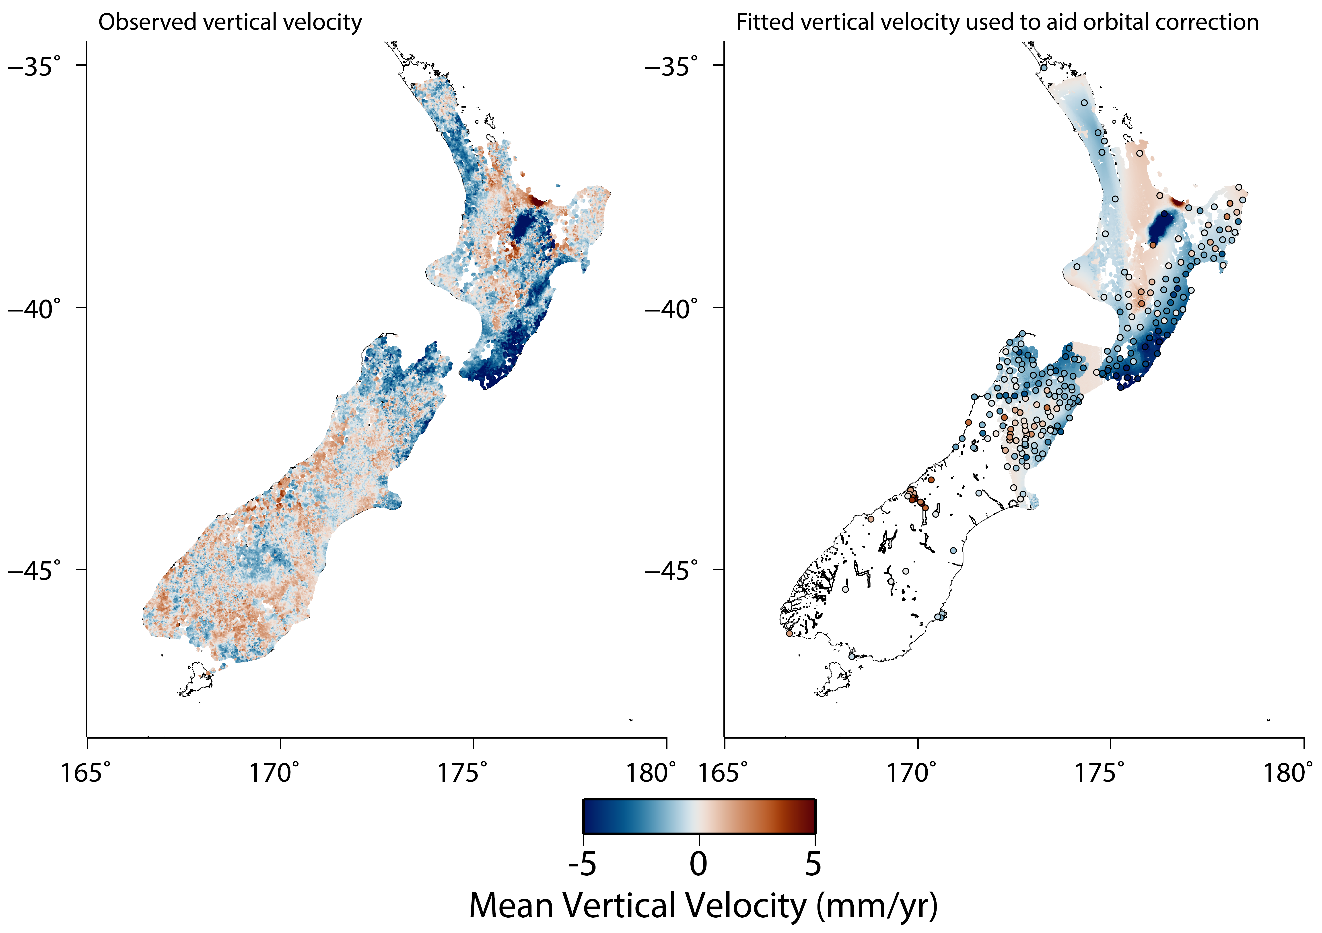 Observed vertical velocity
Fitted vertical velocity used to aid orbital correction
−35˚
−40˚
−45˚
165˚ 170˚ 175˚ 180˚
−35˚
−40˚
−45˚
165˚ 170˚ 175˚ 180˚
-5 0 5
Mean Vertical Velocity (mm/yr)